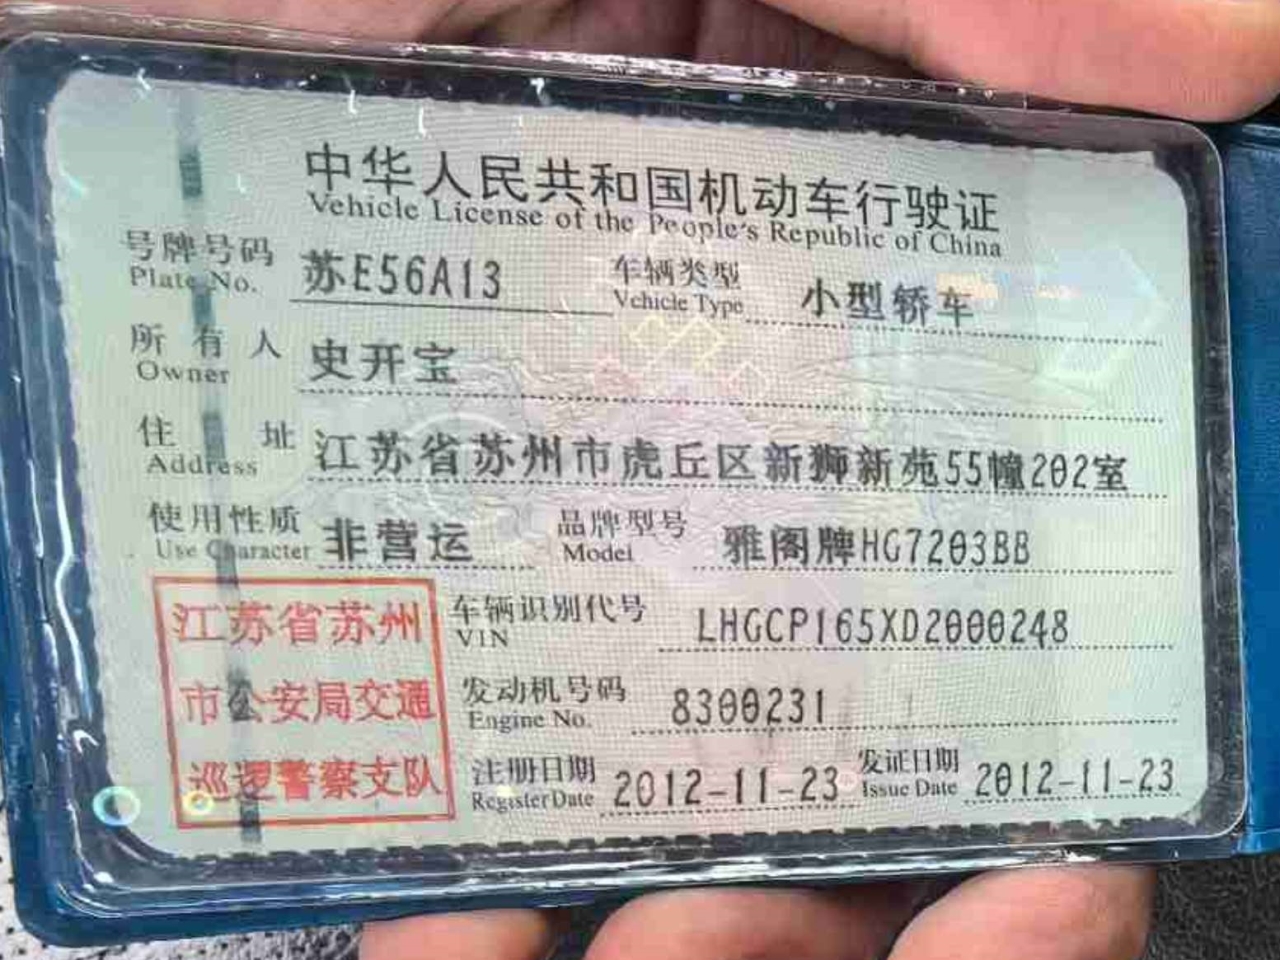 中华人民共和国机动车行驶证
Vehicle License of the People's Republic of China
号牌号码 苏E56A13 车辆类型 小型轿车
Plate No. Vehicle Type
所有人 史开宝
Owner
住址 江苏省苏州市虎丘区新狮新苑55幢202室
Address
使用性质 非营运 品牌型号 雅阁牌HG7203BB
Use Character Model
江苏省苏州
市公安局交通
巡逻警察支队
车辆识别代号 LHGCP165XD2000248
VIN
发动机号码 8300231
Engine No.
注册日期 2012-11-23 发证日期 2012-11-23
Register Date Issue Date